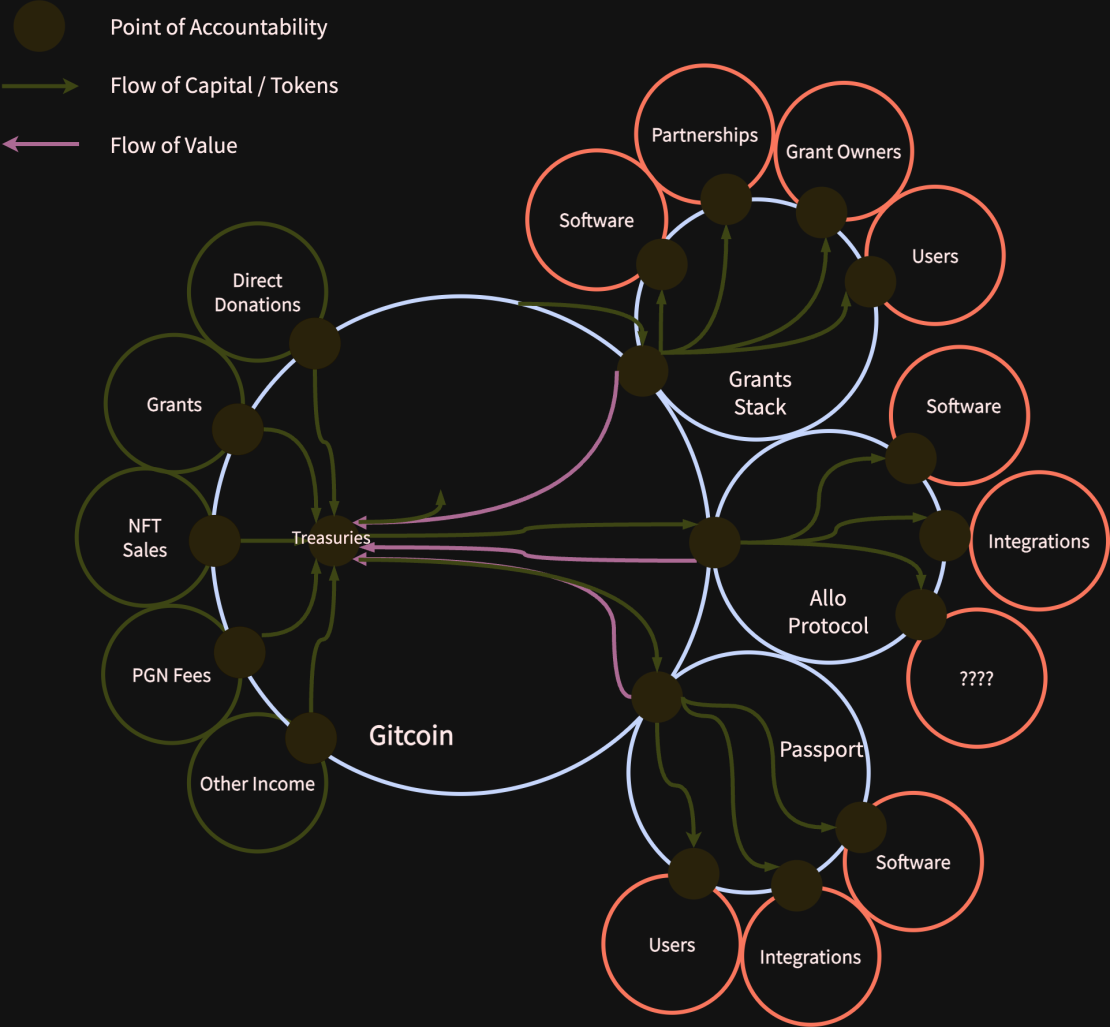 Point of Accountability
Flow of Capital / Tokens
Flow of Value
Partnerships
Grant Owners
Software
Users
Direct
Donations
Grants
NFT
Sales
PGN Fees
Other Income
Treasuries
Gitcoin
Grants
Stack
Software
Integrations
????
Allo
Protocol
Passport
Software
Integrations
Users